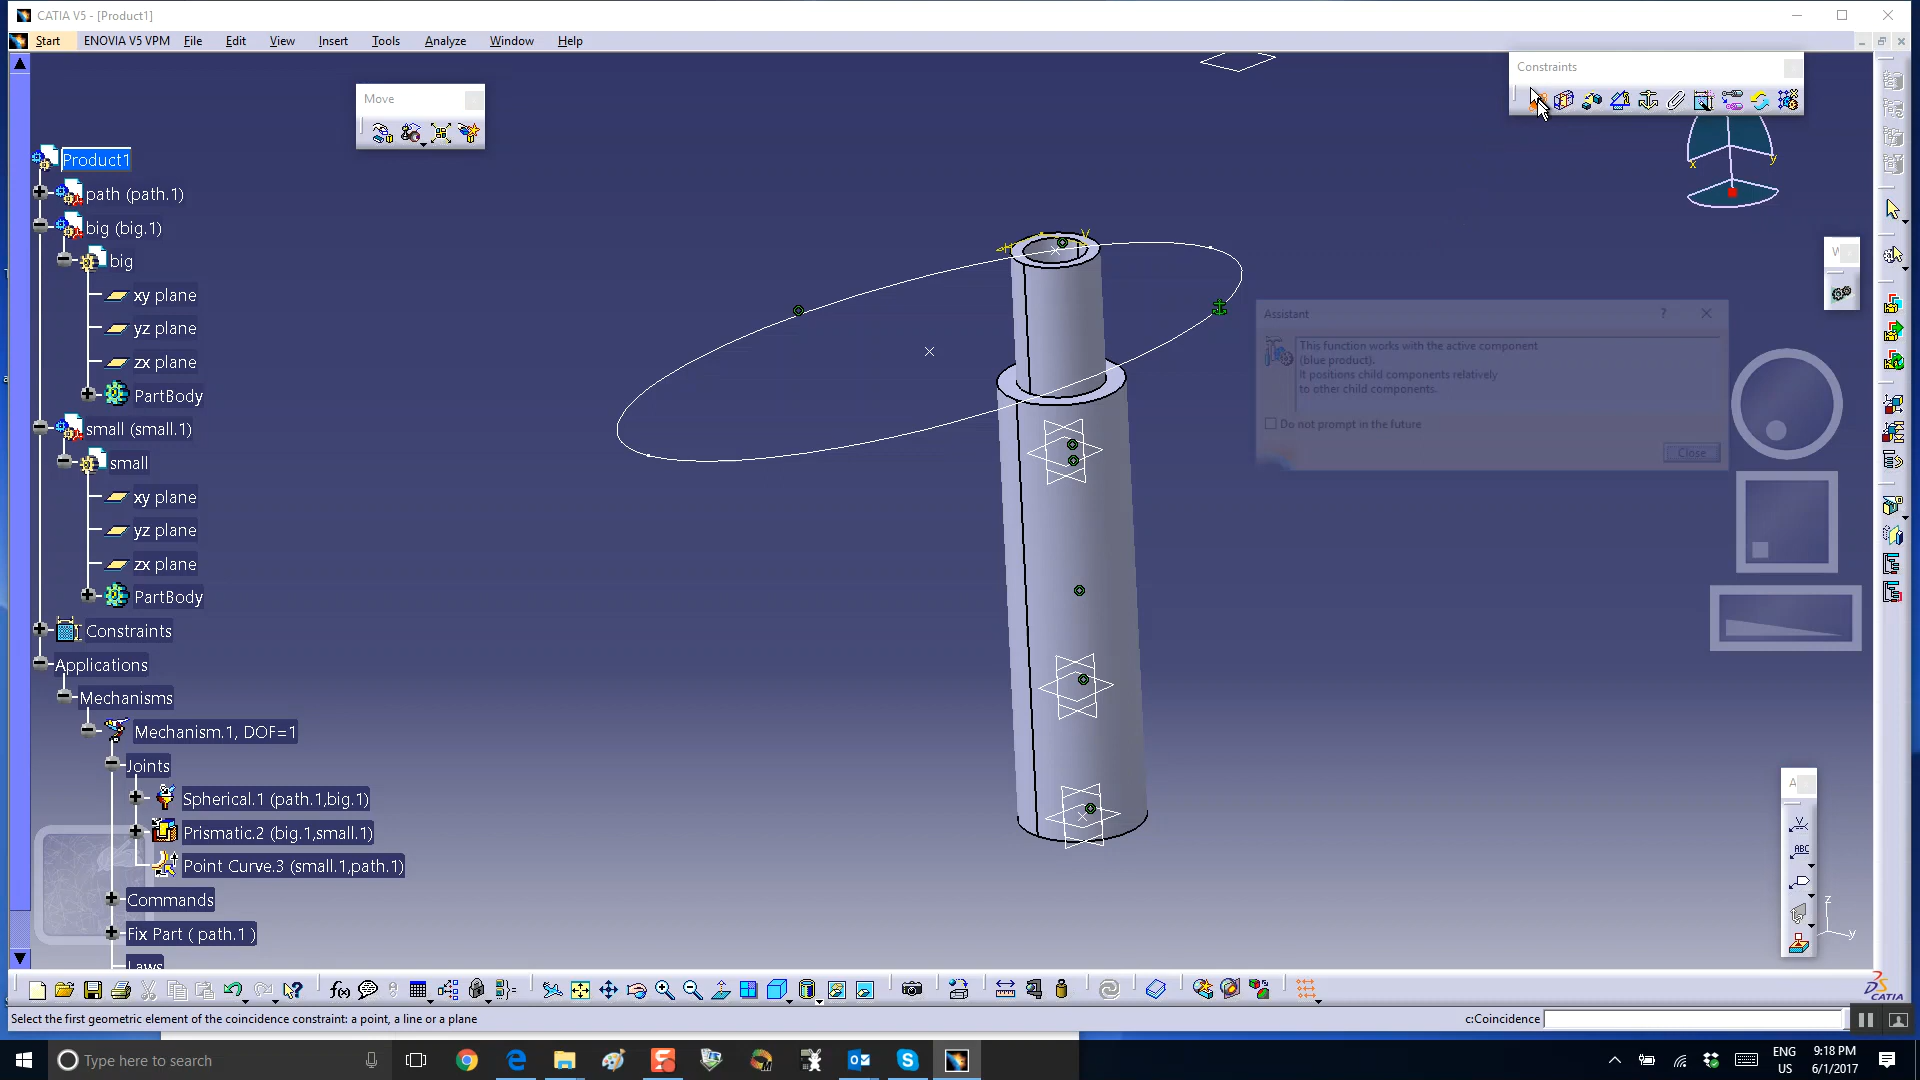 CATIA V5 - [Product1]
Start ENOVIA V5 VPM File Edit View Insert Tools Analyze Window Help
Constraints
Move
Product1
path (path.1)
big (big.1)
big
xy plane
yz plane
zx plane
PartBody
small (small.1)
small
xy plane
yz plane
zx plane
PartBody
Constraints
Applications
Mechanisms
Mechanism.1, DOF=1
Joints
Spherical.1 (path.1,big.1)
Prismatic.2 (big.1,small.1)
Point Curve.3 (small.1,path.1)
Commands
Fix Part ( path.1 )
Laws
Assistant
This function works with the active component
(blue product).
It positions child components relatively
to other child components.
Do not prompt in the future
Close
x
y
y
z
y
ABC
f(x)
CATIA
Select the first geometric element of the coincidence constraint: a point, a line or a plane
c:Coincidence
Type here to search
ENG
US
9:18 PM
6/1/2017